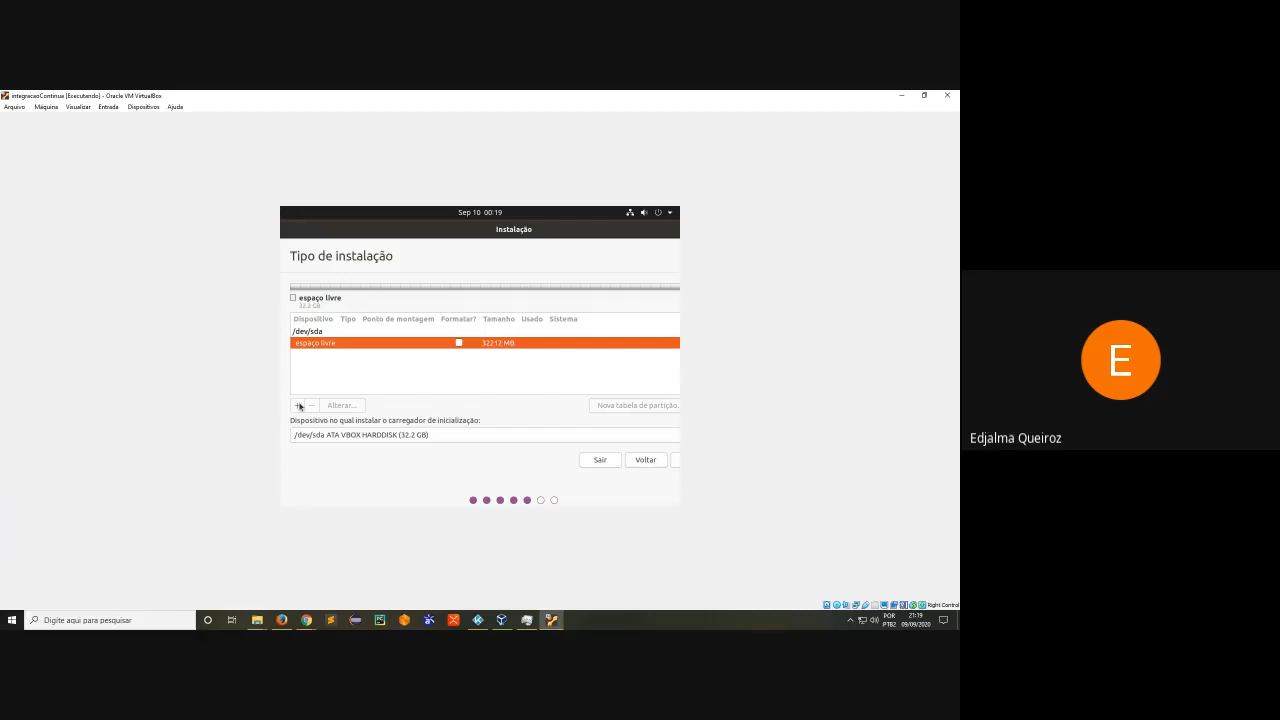 integracaoContinua [Executando] - Oracle VM VirtualBox
Arquivo Máquina Visualizar Entrada Dispositivos Ajuda
Sep 10 00:19
Instalação
Tipo de instalação
espaço livre
32.2 GB
Dispositivo Tipo Ponto de montagem Formatar? Tamanho Usado Sistema
/dev/sda
espaço livre 32212 MB
+ − Alterar... Nova tabela de partição.
Dispositivo no qual instalar o carregador de inicialização:
/dev/sda ATA VBOX HARDDISK (32.2 GB)
Sair Voltar
E
Edjalma Queiroz
Right Control
Digite aqui para pesquisar
POR
PTB2
21:19
09/09/2020